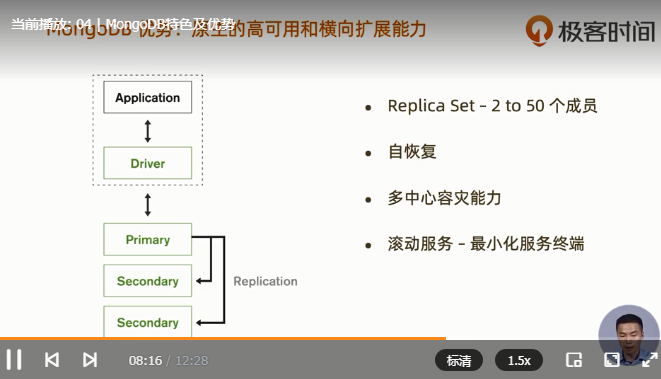 当前播放: 04 | MongoDB特色及优势
MongoDB 优势：原生的高可用和横向扩展能力
极客时间
Application
Driver
Primary
Secondary
Secondary
Replication
• Replica Set – 2 to 50 个成员
• 自恢复
• 多中心容灾能力
• 滚动服务 – 最小化服务终端
08:16 / 12:28
标清
1.5x